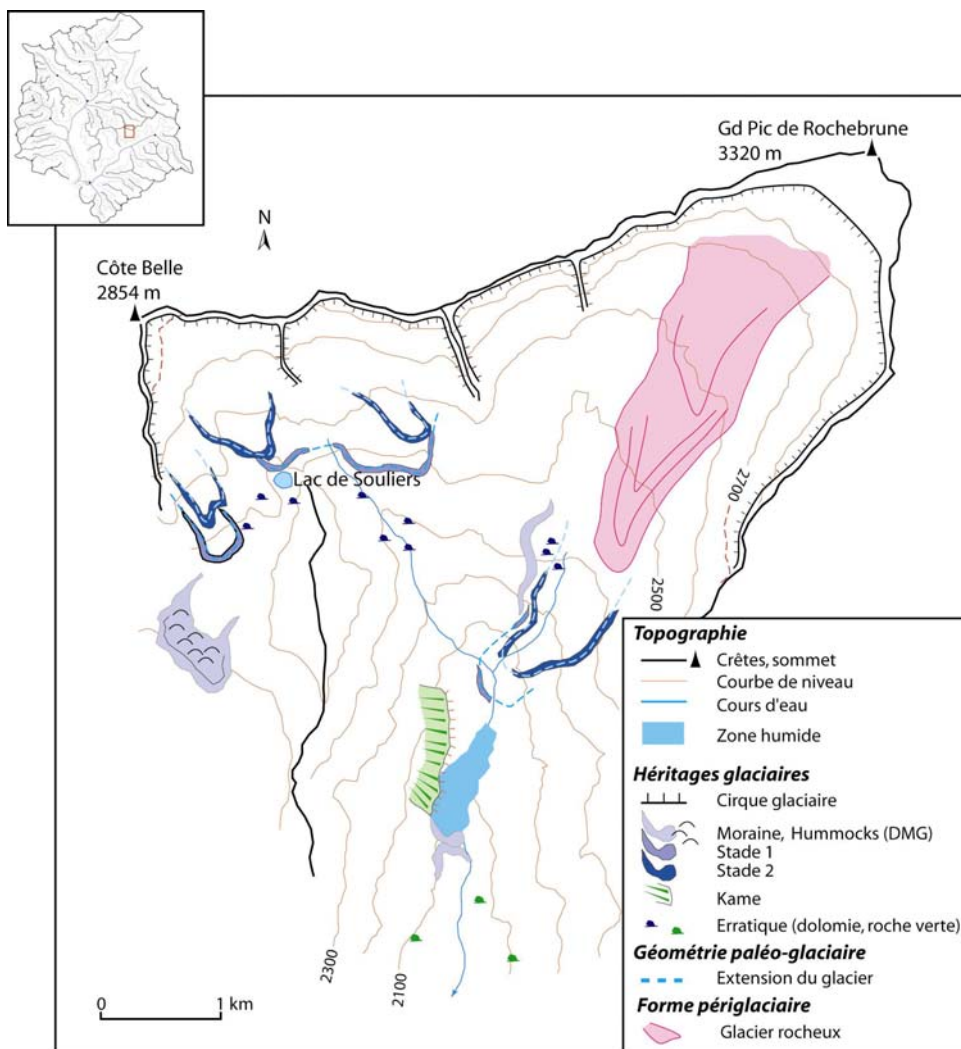 Gd Pic de Rochebrune
3320 m
N
Côte Belle
2854 m
Lac de Souliers
2700
2500
2300
2100
0 1 km
Topographie
Crêtes, sommet
Courbe de niveau
Cours d'eau
Zone humide
Héritages glaciaires
Cirque glaciaire
Moraine, Hummocks (DMG)
Stade 1
Stade 2
Kame
Erratique (dolomie, roche verte)
Géométrie paléo-glaciaire
Extension du glacier
Forme périglaciaire
Glacier rocheux